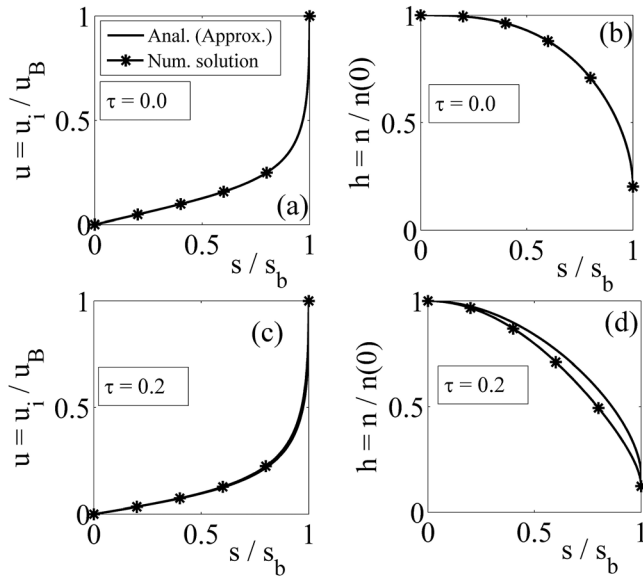 1
0.5
0
u = u_i / u_B
Anal. (Approx.)
Num. solution
τ = 0.0
(a)
0 0.5 1
s / s_b
1
0.5
1
h = n / n(0)
(b)
τ = 0.0
0 0.5 1
s / s_b
1
0.5
0
u = u_i / u_B
(c)
τ = 0.2
0 0.5 1
s / s_b
1
0.5
0
h = n / n(0)
(d)
τ = 0.2
0 0.5 1
s / s_b